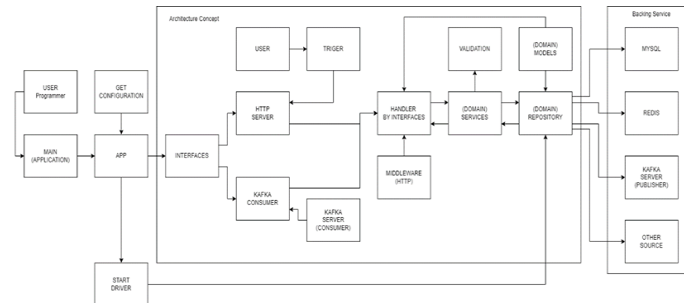 Architecture Concept
Backing Service
USER
TRIGER
VALIDATION
(DOMAIN)
MODELS
MYSQL
USER
Programmer
GET
CONFIGURATION
HTTP
SERVER
HANDLER
BY INTERFACES
(DOMAIN)
SERVICES
(DOMAIN)
REPOSITORY
REDIS
MAIN
(APPLICATION)
APP
INTERFACES
MIDDLEWARE
(HTTP)
KAFKA
SERVER
(PUBLISHER)
KAFKA
CONSUMER
KAFKA
SERVER
(CONSUMER)
OTHER
SOURCE
START
DRIVER